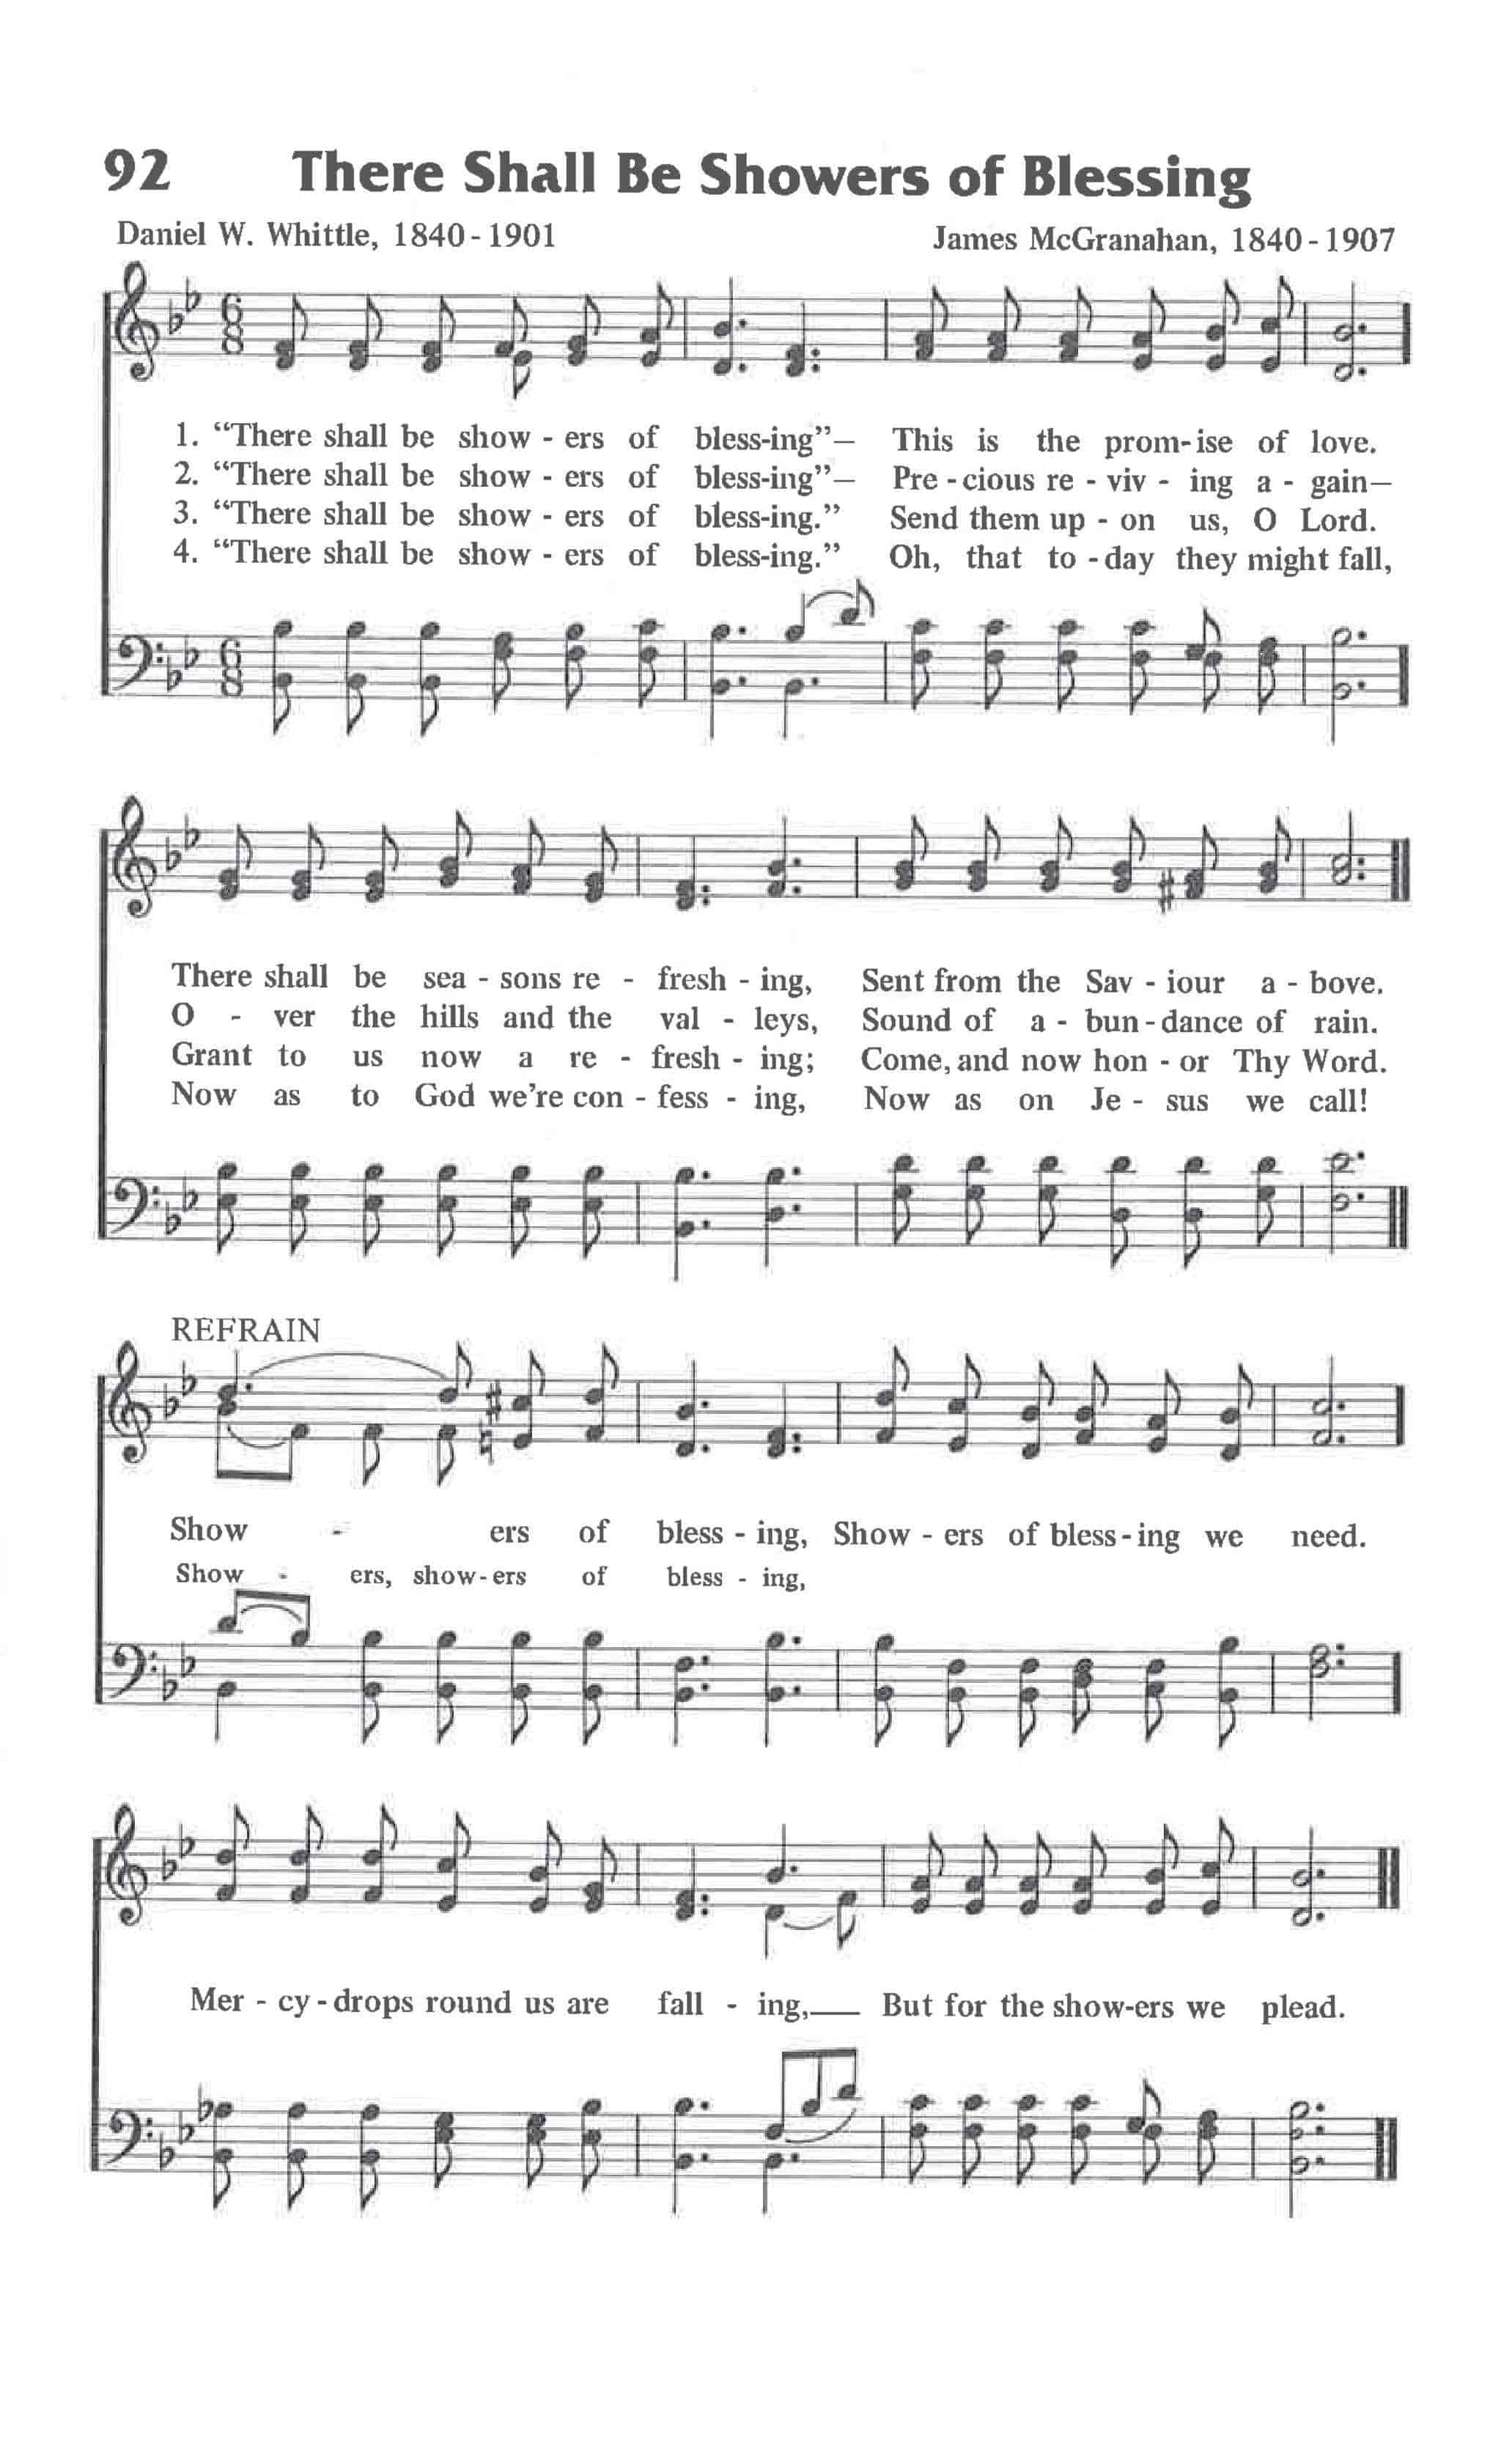 92 There Shall Be Showers of Blessing
Daniel W. Whittle, 1840-1901 James McGranahan, 1840-1907
1. “There shall be show - ers of bless-ing”— This is the prom-ise of love.
2. “There shall be show - ers of bless-ing”— Pre - cious re - viv - ing a - gain—
3. “There shall be show - ers of bless-ing.” Send them up - on us, O Lord.
4. “There shall be show - ers of bless-ing.” Oh, that to - day they might fall,
There shall be sea - sons re - fresh - ing, Sent from the Sav - iour a - bove.
O - ver the hills and the val - leys, Sound of a - bun - dance of rain.
Grant to us now a re - fresh - ing; Come, and now hon - or Thy Word.
Now as to God we’re con - fess - ing, Now as on Je - sus we call!
REFRAIN
Show - ers of bless - ing, Show - ers of bless - ing we need.
Show - ers, show-ers of bless - ing,
Mer - cy - drops round us are fall - ing,— But for the show-ers we plead.